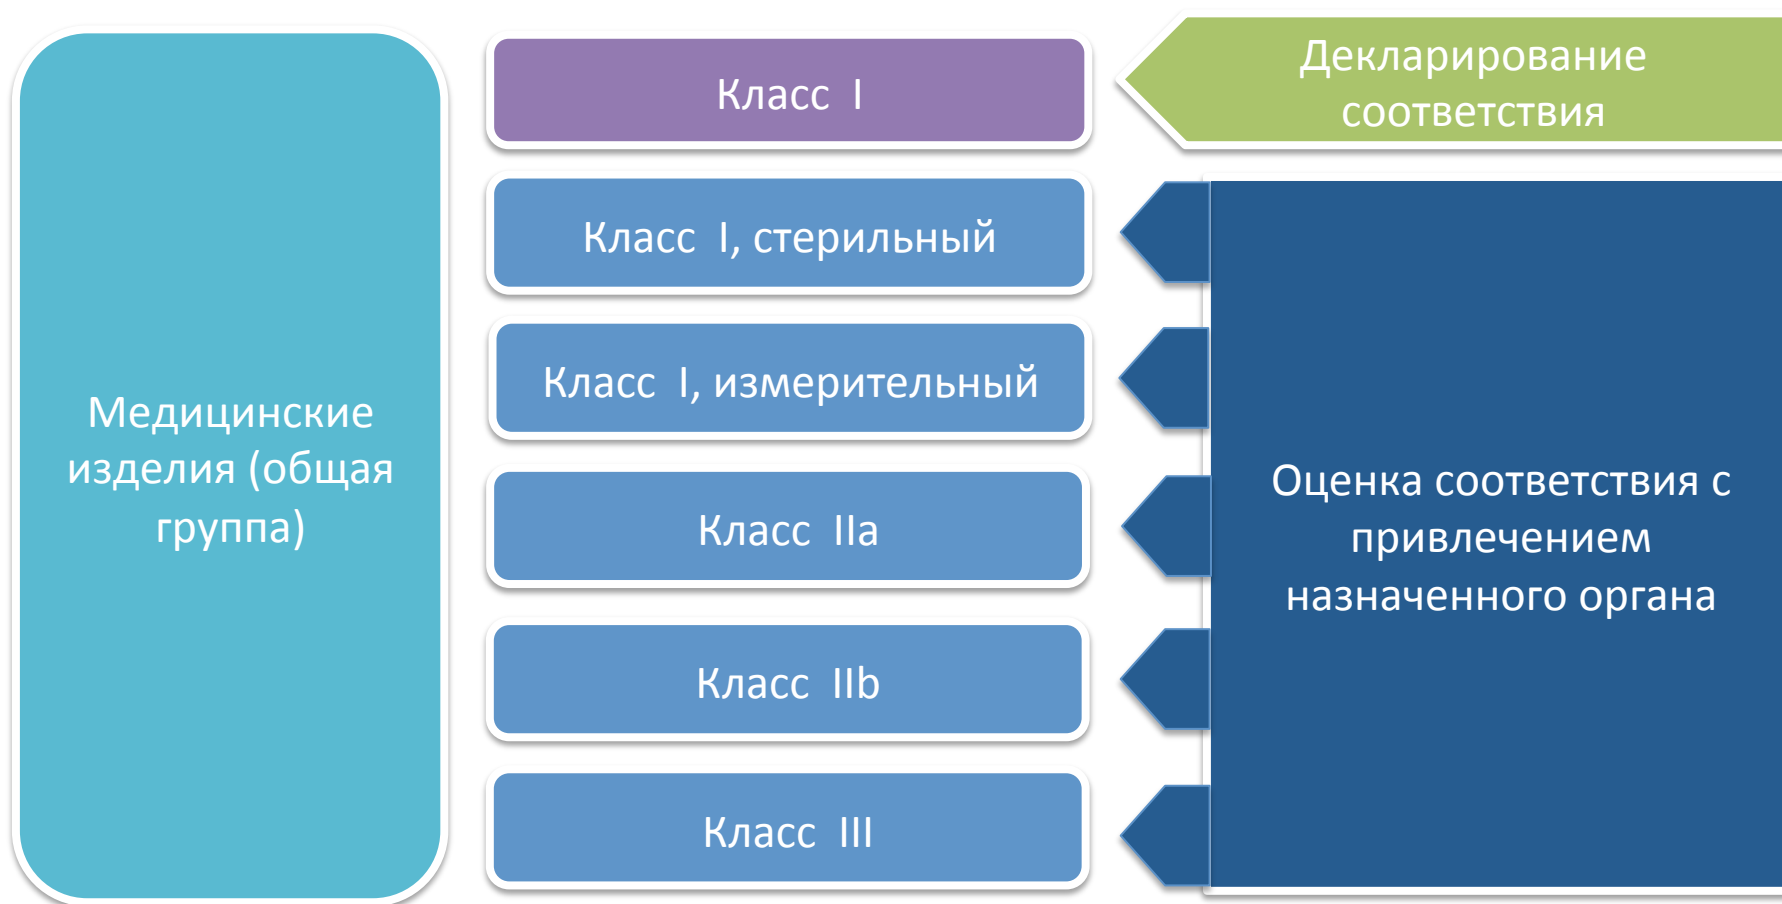 Медицинские
изделия (общая
группа)
Класс I
Класс I, стерильный
Класс I, измерительный
Класс IIa
Класс IIb
Класс III
Декларирование
соответствия
Оценка соответствия с
привлечением
назначенного органа